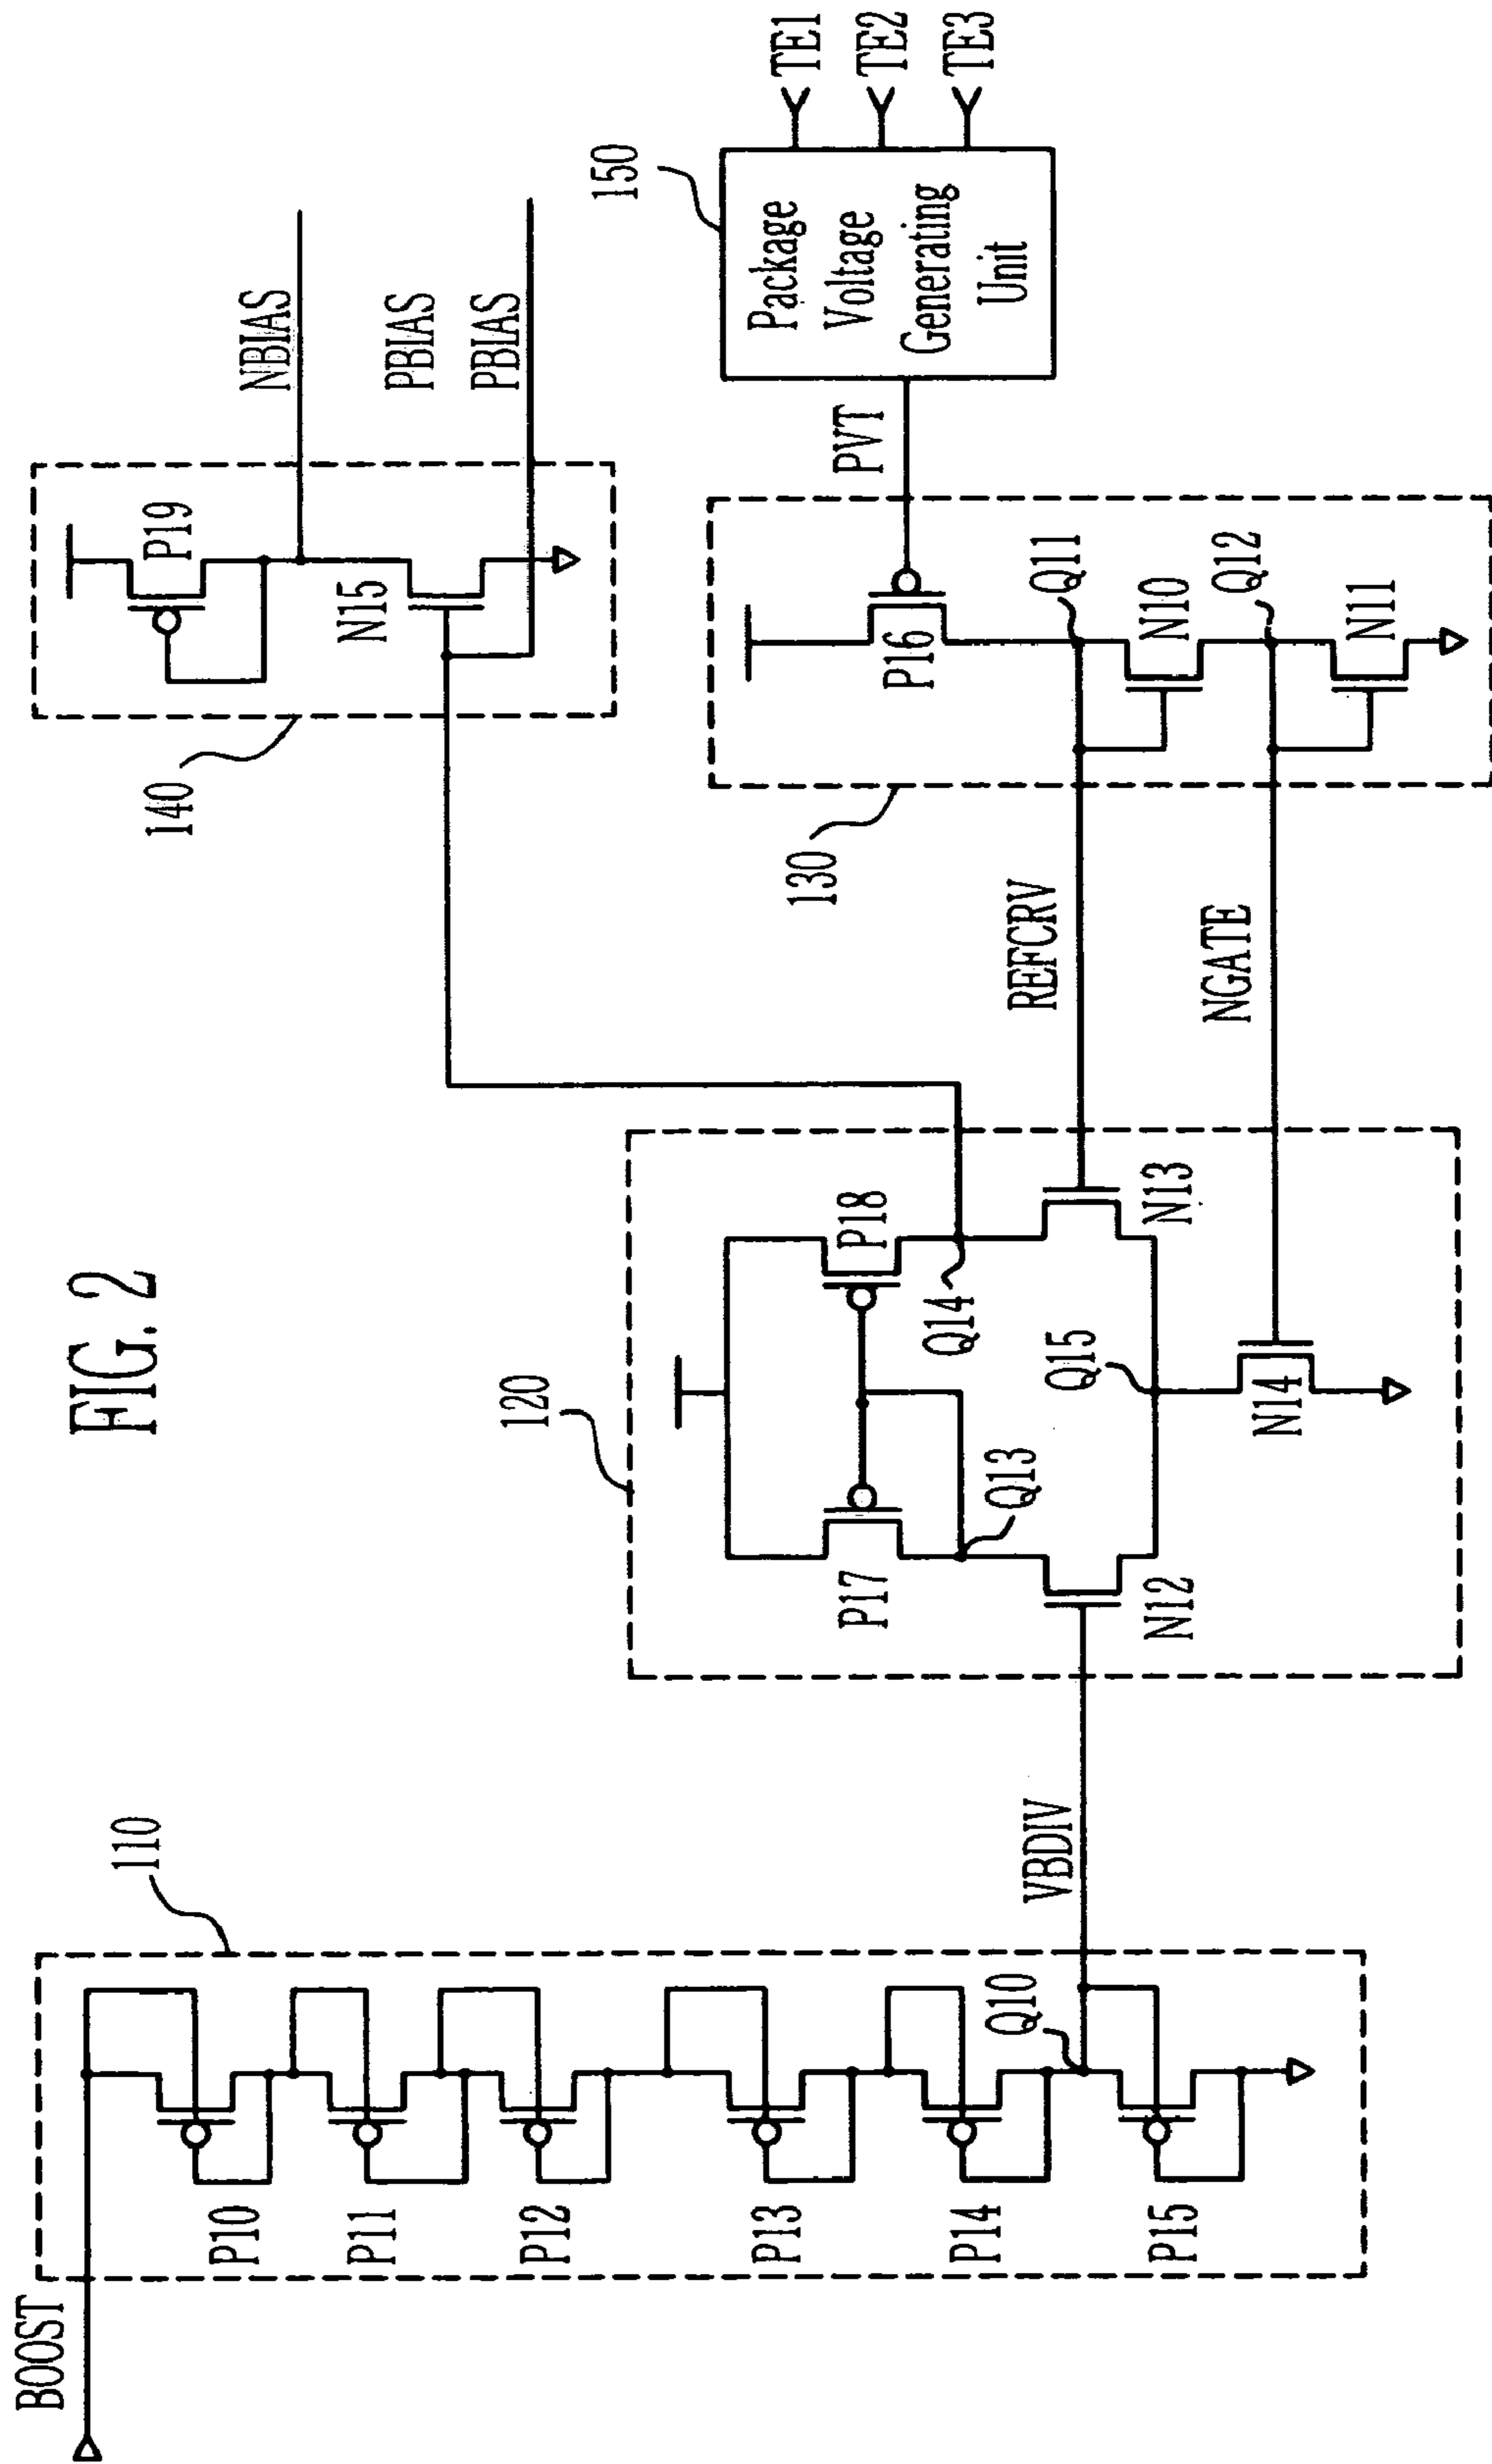 FIG. 2
BOOST
110
P10
P11
P12
P13
P14
P15
Q10
VBDIV
120
P17
P18
Q13
Q14
N12
N13
Q15
N14
REFCRV
NGATE
140
P19
N15
NBIAS
PBIAS
PBIAS
130
P16
Q11
N10
Q12
N11
PVT
150
Package
Voltage
Generating
Unit
TE1
TE2
TE3